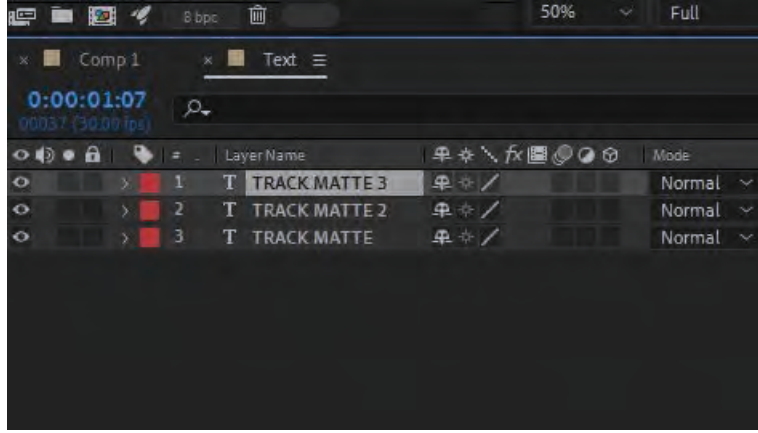 8 bpc 50% Full
× Comp 1 × Text ≡
0:00:01:07
00037 (30.00 fps)
# Layer Name fx Mode
1 T TRACK MATTE 3 Normal
2 T TRACK MATTE 2 Normal
3 T TRACK MATTE Normal